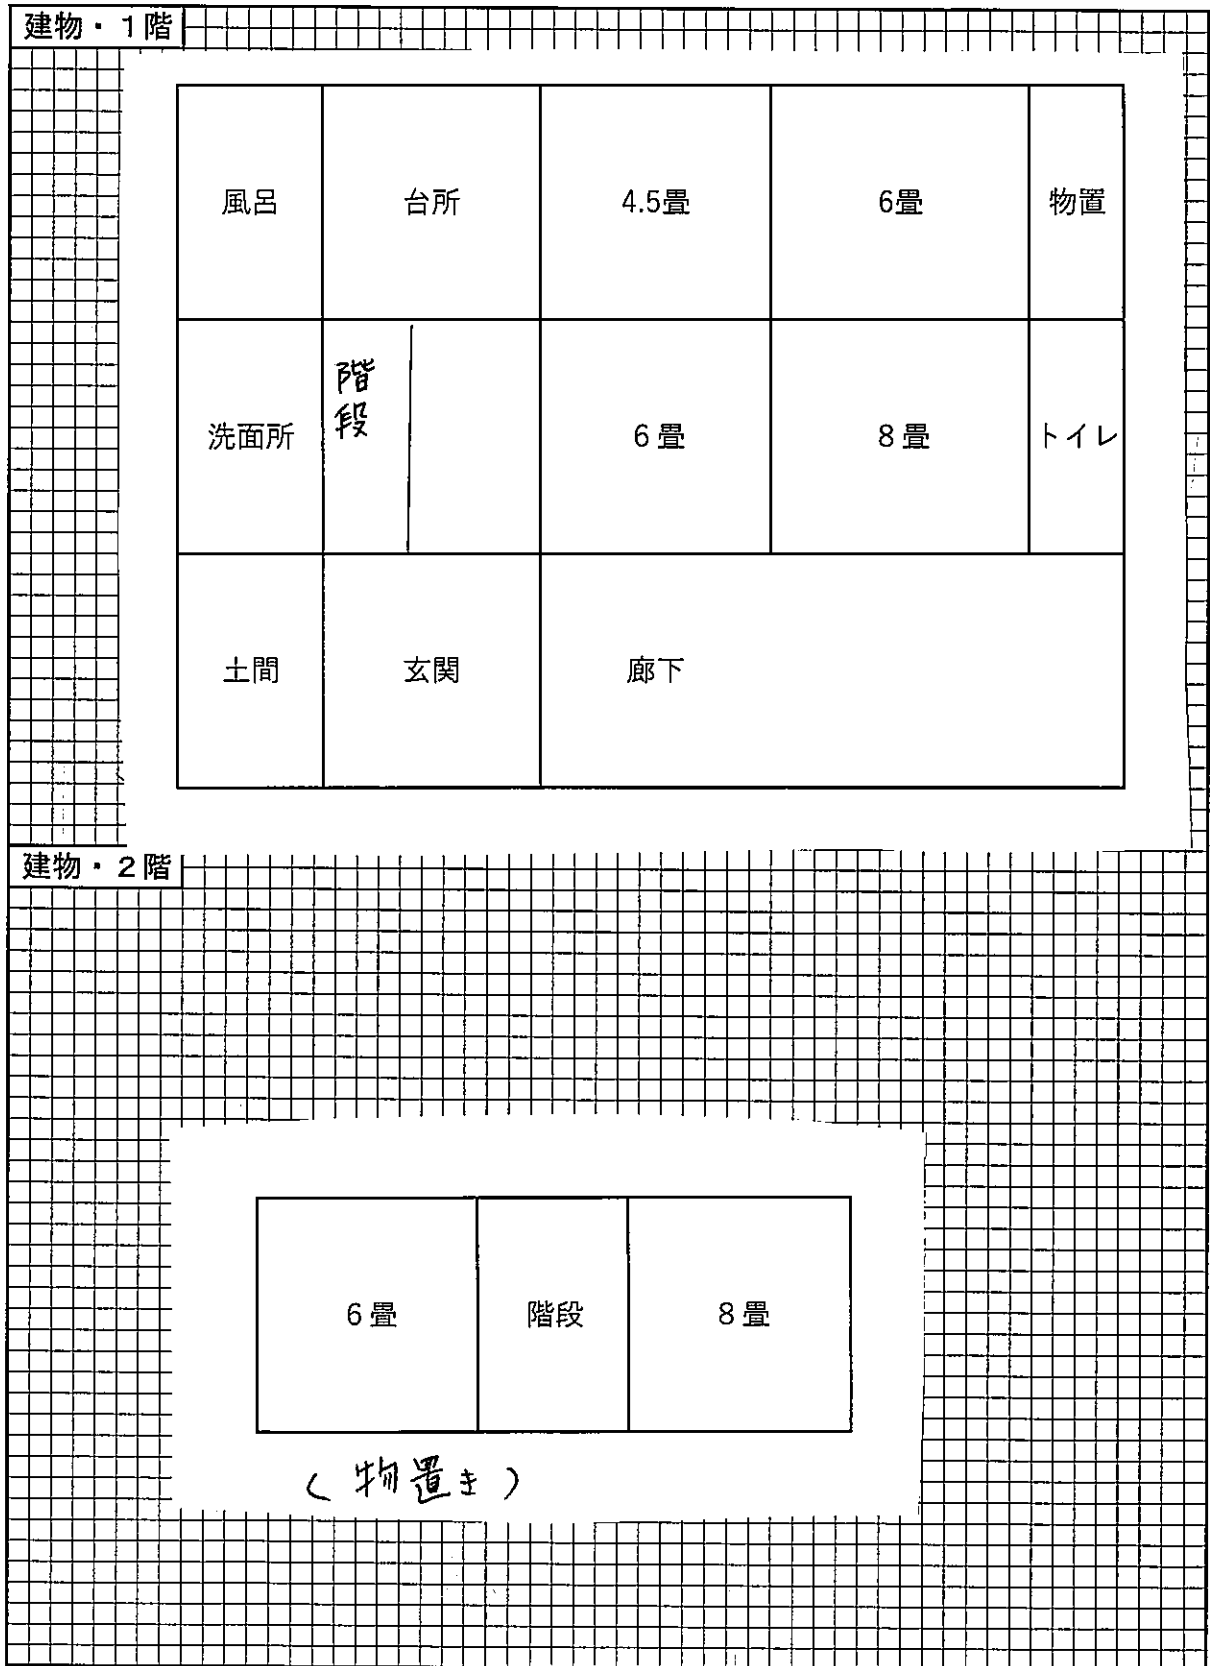 建物・1階
風呂 台所 4.5畳 6畳 物置
洗面所 階段 6畳 8畳 トイレ
土間 玄関 廊下
建物・2階
6畳 階段 8畳
(物置き)